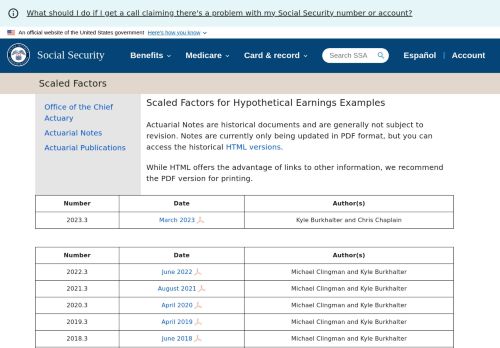 What should I do if I get a call claiming there's a problem with my Social Security number or account?
An official website of the United States government Here's how you know
Social Security
Benefits
Medicare
Card & record
Search SSA
Español
Account
Scaled Factors
Office of the Chief
Actuary
Actuarial Notes
Actuarial Publications
Scaled Factors for Hypothetical Earnings Examples
Actuarial Notes are historical documents and are generally not subject to
revision. Notes are currently only being updated in PDF format, but you can
access the historical HTML versions.
While HTML offers the advantage of links to other information, we recommend
the PDF version for printing.
Number Date Author(s)
2023.3 March 2023 Kyle Burkhalter and Chris Chaplain
Number Date Author(s)
2022.3 June 2022 Michael Clingman and Kyle Burkhalter
2021.3 August 2021 Michael Clingman and Kyle Burkhalter
2020.3 April 2020 Michael Clingman and Kyle Burkhalter
2019.3 April 2019 Michael Clingman and Kyle Burkhalter
2018.3 June 2018 Michael Clingman and Kyle Burkhalter